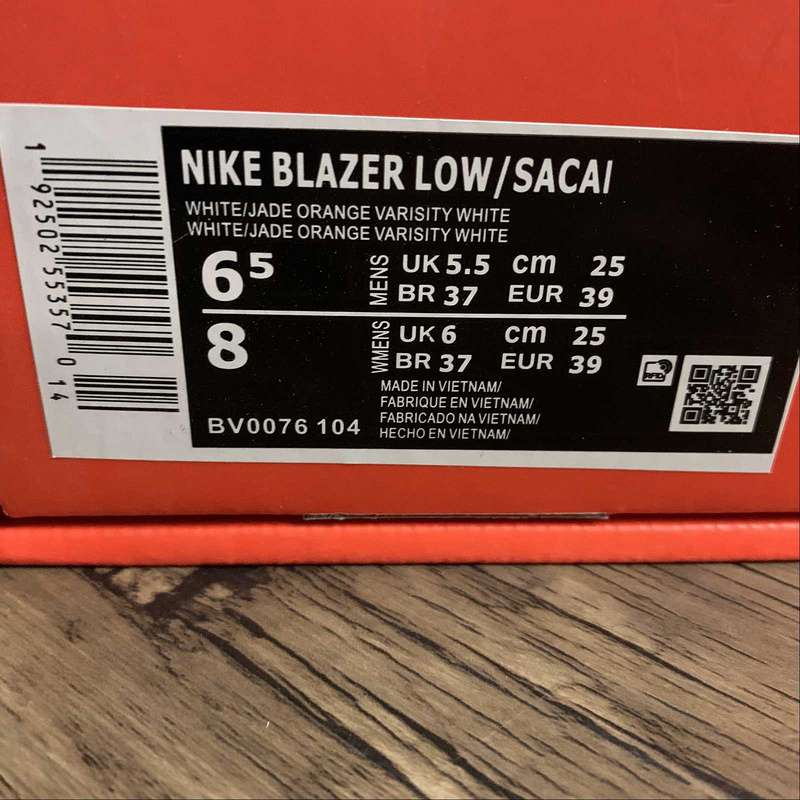 NIKE BLAZER LOW/SACAI
WHITE/JADE ORANGE VARISITY WHITE
WHITE/JADE ORANGE VARISITY WHITE
6⁵ MENS UK 5.5 cm 25
BR 37 EUR 39
8 WMENS UK 6 cm 25
BR 37 EUR 39
MADE IN VIETNAM/
FABRIQUE EN VIETNAM/
FABRICADO NA VIETNAM/
HECHO EN VIETNAM/
BV0076 104
RFID
1 92502 55357 0 14